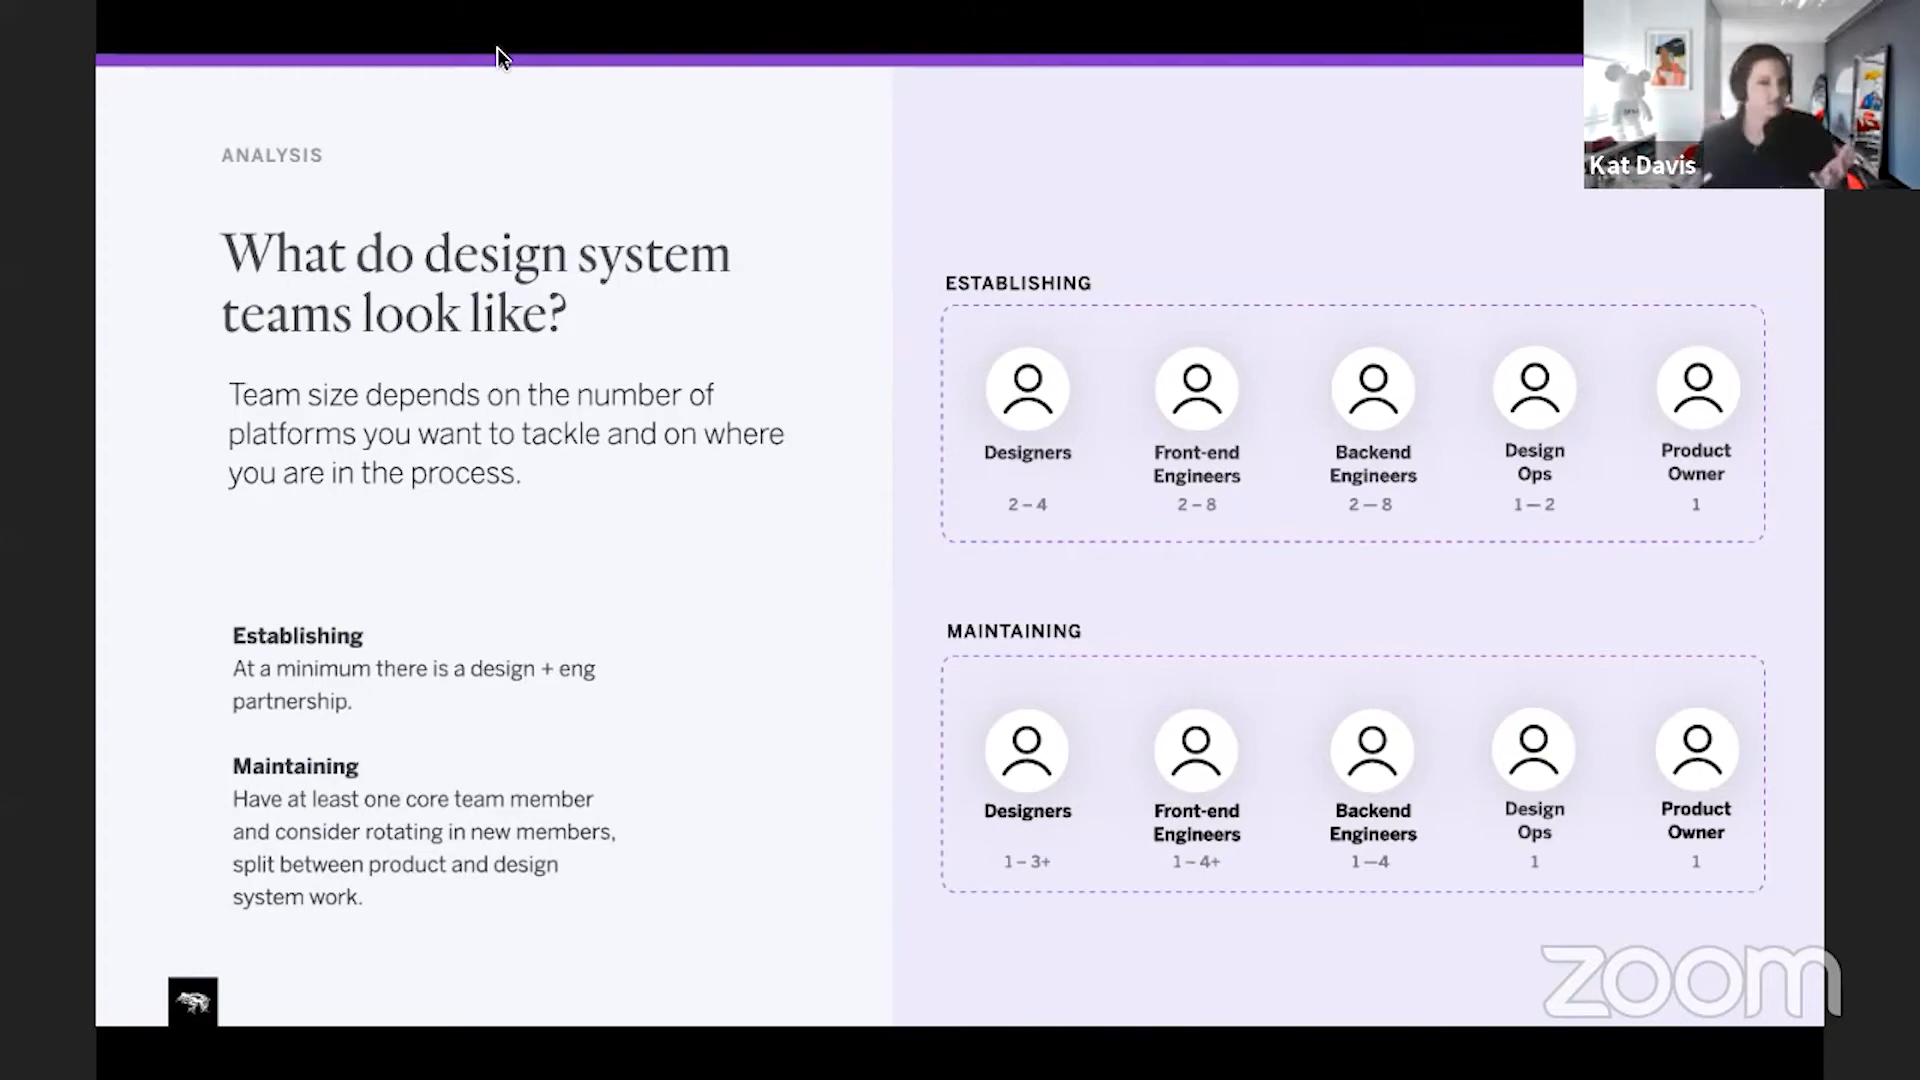 Kat Davis
ANALYSIS
What do design system
teams look like?
Team size depends on the number of
platforms you want to tackle and on where
you are in the process.
Establishing
At a minimum there is a design + eng
partnership.
Maintaining
Have at least one core team member
and consider rotating in new members,
split between product and design
system work.
ESTABLISHING
Designers
2 – 4
Front-end
Engineers
2 – 8
Backend
Engineers
2 — 8
Design
Ops
1 — 2
Product
Owner
1
MAINTAINING
Designers
1 – 3+
Front-end
Engineers
1 – 4+
Backend
Engineers
1 —4
Design
Ops
1
Product
Owner
1
zoom